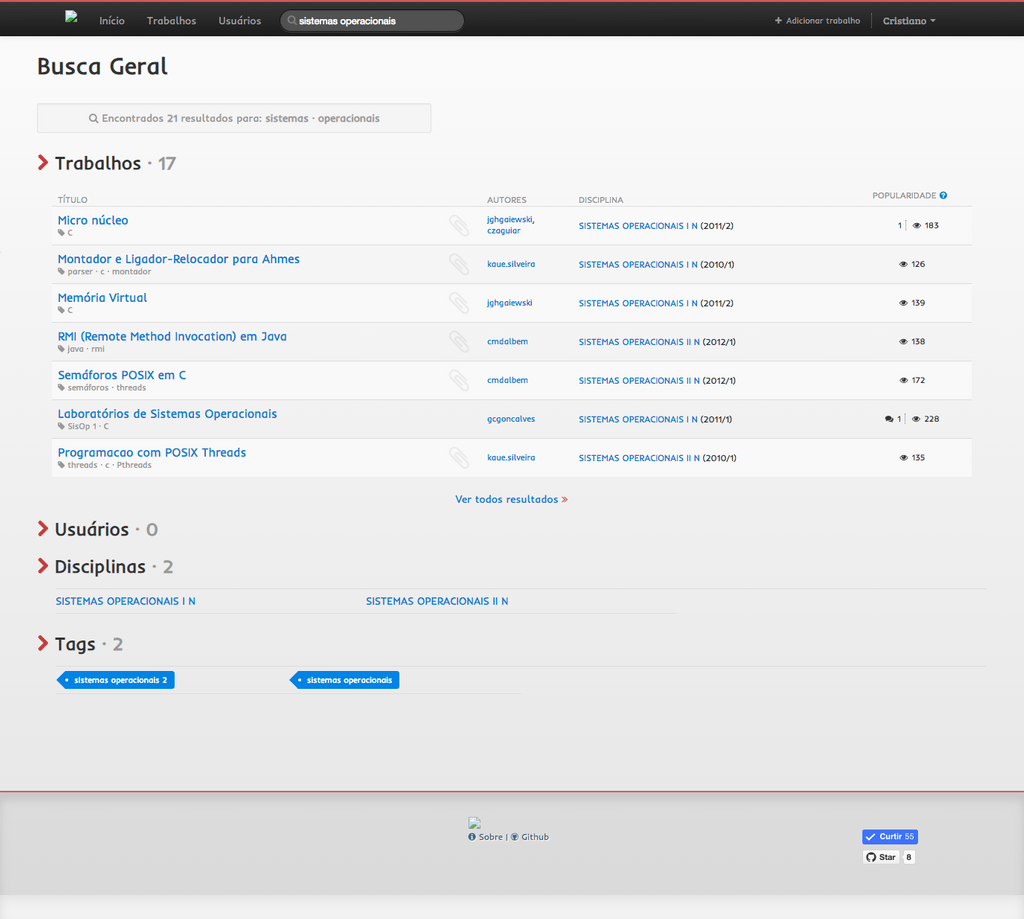 Início Trabalhos Usuários sistemas operacionais Adicionar trabalho Cristiano
Busca Geral
Encontrados 21 resultados para: sistemas · operacionais
Trabalhos · 17
TÍTULO AUTORES DISCIPLINA POPULARIDADE
Micro núcleo jghgaiewski, czaguiar SISTEMAS OPERACIONAIS I N (2011/2) 1 183
C
Montador e Ligador-Relocador para Ahmes kaue.silveira SISTEMAS OPERACIONAIS I N (2010/1) 126
parser · c · montador
Memória Virtual jghgaiewski SISTEMAS OPERACIONAIS I N (2011/2) 139
C
RMI (Remote Method Invocation) em Java cmdalbem SISTEMAS OPERACIONAIS II N (2012/1) 138
java · rmi
Semáforos POSIX em C cmdalbem SISTEMAS OPERACIONAIS II N (2012/1) 172
semáforos · threads
Laboratórios de Sistemas Operacionais gcgoncalves SISTEMAS OPERACIONAIS I N (2011/1) 1 228
SisOp 1 · C
Programacao com POSIX Threads kaue.silveira SISTEMAS OPERACIONAIS II N (2010/1) 135
threads · c · Pthreads
Ver todos resultados »
Usuários · 0
Disciplinas · 2
SISTEMAS OPERACIONAIS I N SISTEMAS OPERACIONAIS II N
Tags · 2
sistemas operacionais 2 sistemas operacionais
Sobre | Github
Curtir 55
Star 8